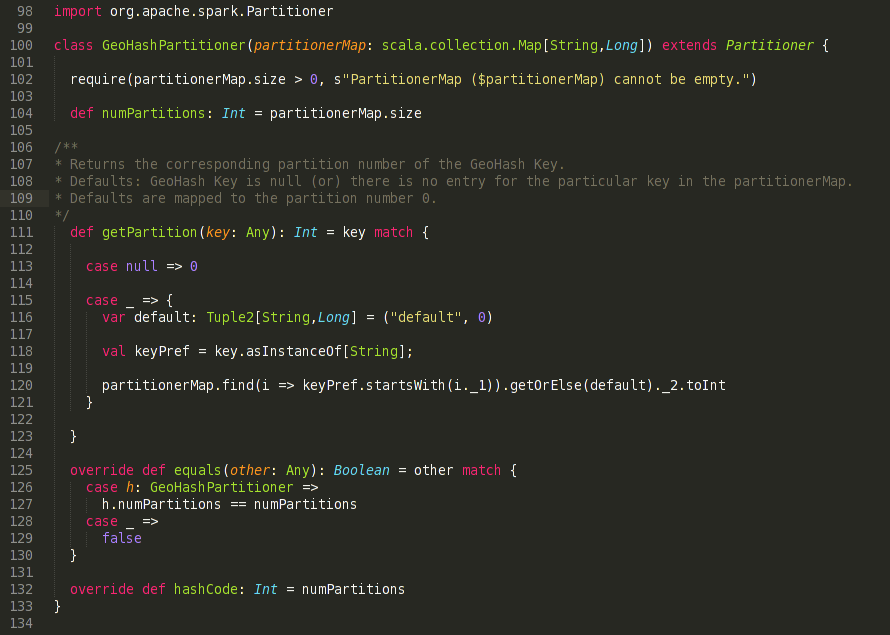 98 import org.apache.spark.Partitioner
99
100 class GeoHashPartitioner(partitionerMap: scala.collection.Map[String,Long]) extends Partitioner {
101
102   require(partitionerMap.size > 0, s"PartitionerMap ($partitionerMap) cannot be empty.")
103
104   def numPartitions: Int = partitionerMap.size
105
106 /**
107 * Returns the corresponding partition number of the GeoHash Key.
108 * Defaults: GeoHash Key is null (or) there is no entry for the particular key in the partitionerMap.
109 * Defaults are mapped to the partition number 0.
110 */
111   def getPartition(key: Any): Int = key match {
112
113     case null => 0
114
115     case _ => {
116       var default: Tuple2[String,Long] = ("default", 0)
117
118       val keyPref = key.asInstanceOf[String];
119
120       partitionerMap.find(i => keyPref.startsWith(i._1)).getOrElse(default)._2.toInt
121     }
122
123   }
124
125   override def equals(other: Any): Boolean = other match {
126     case h: GeoHashPartitioner =>
127       h.numPartitions == numPartitions
128     case _ =>
129       false
130   }
131
132   override def hashCode: Int = numPartitions
133 }
134